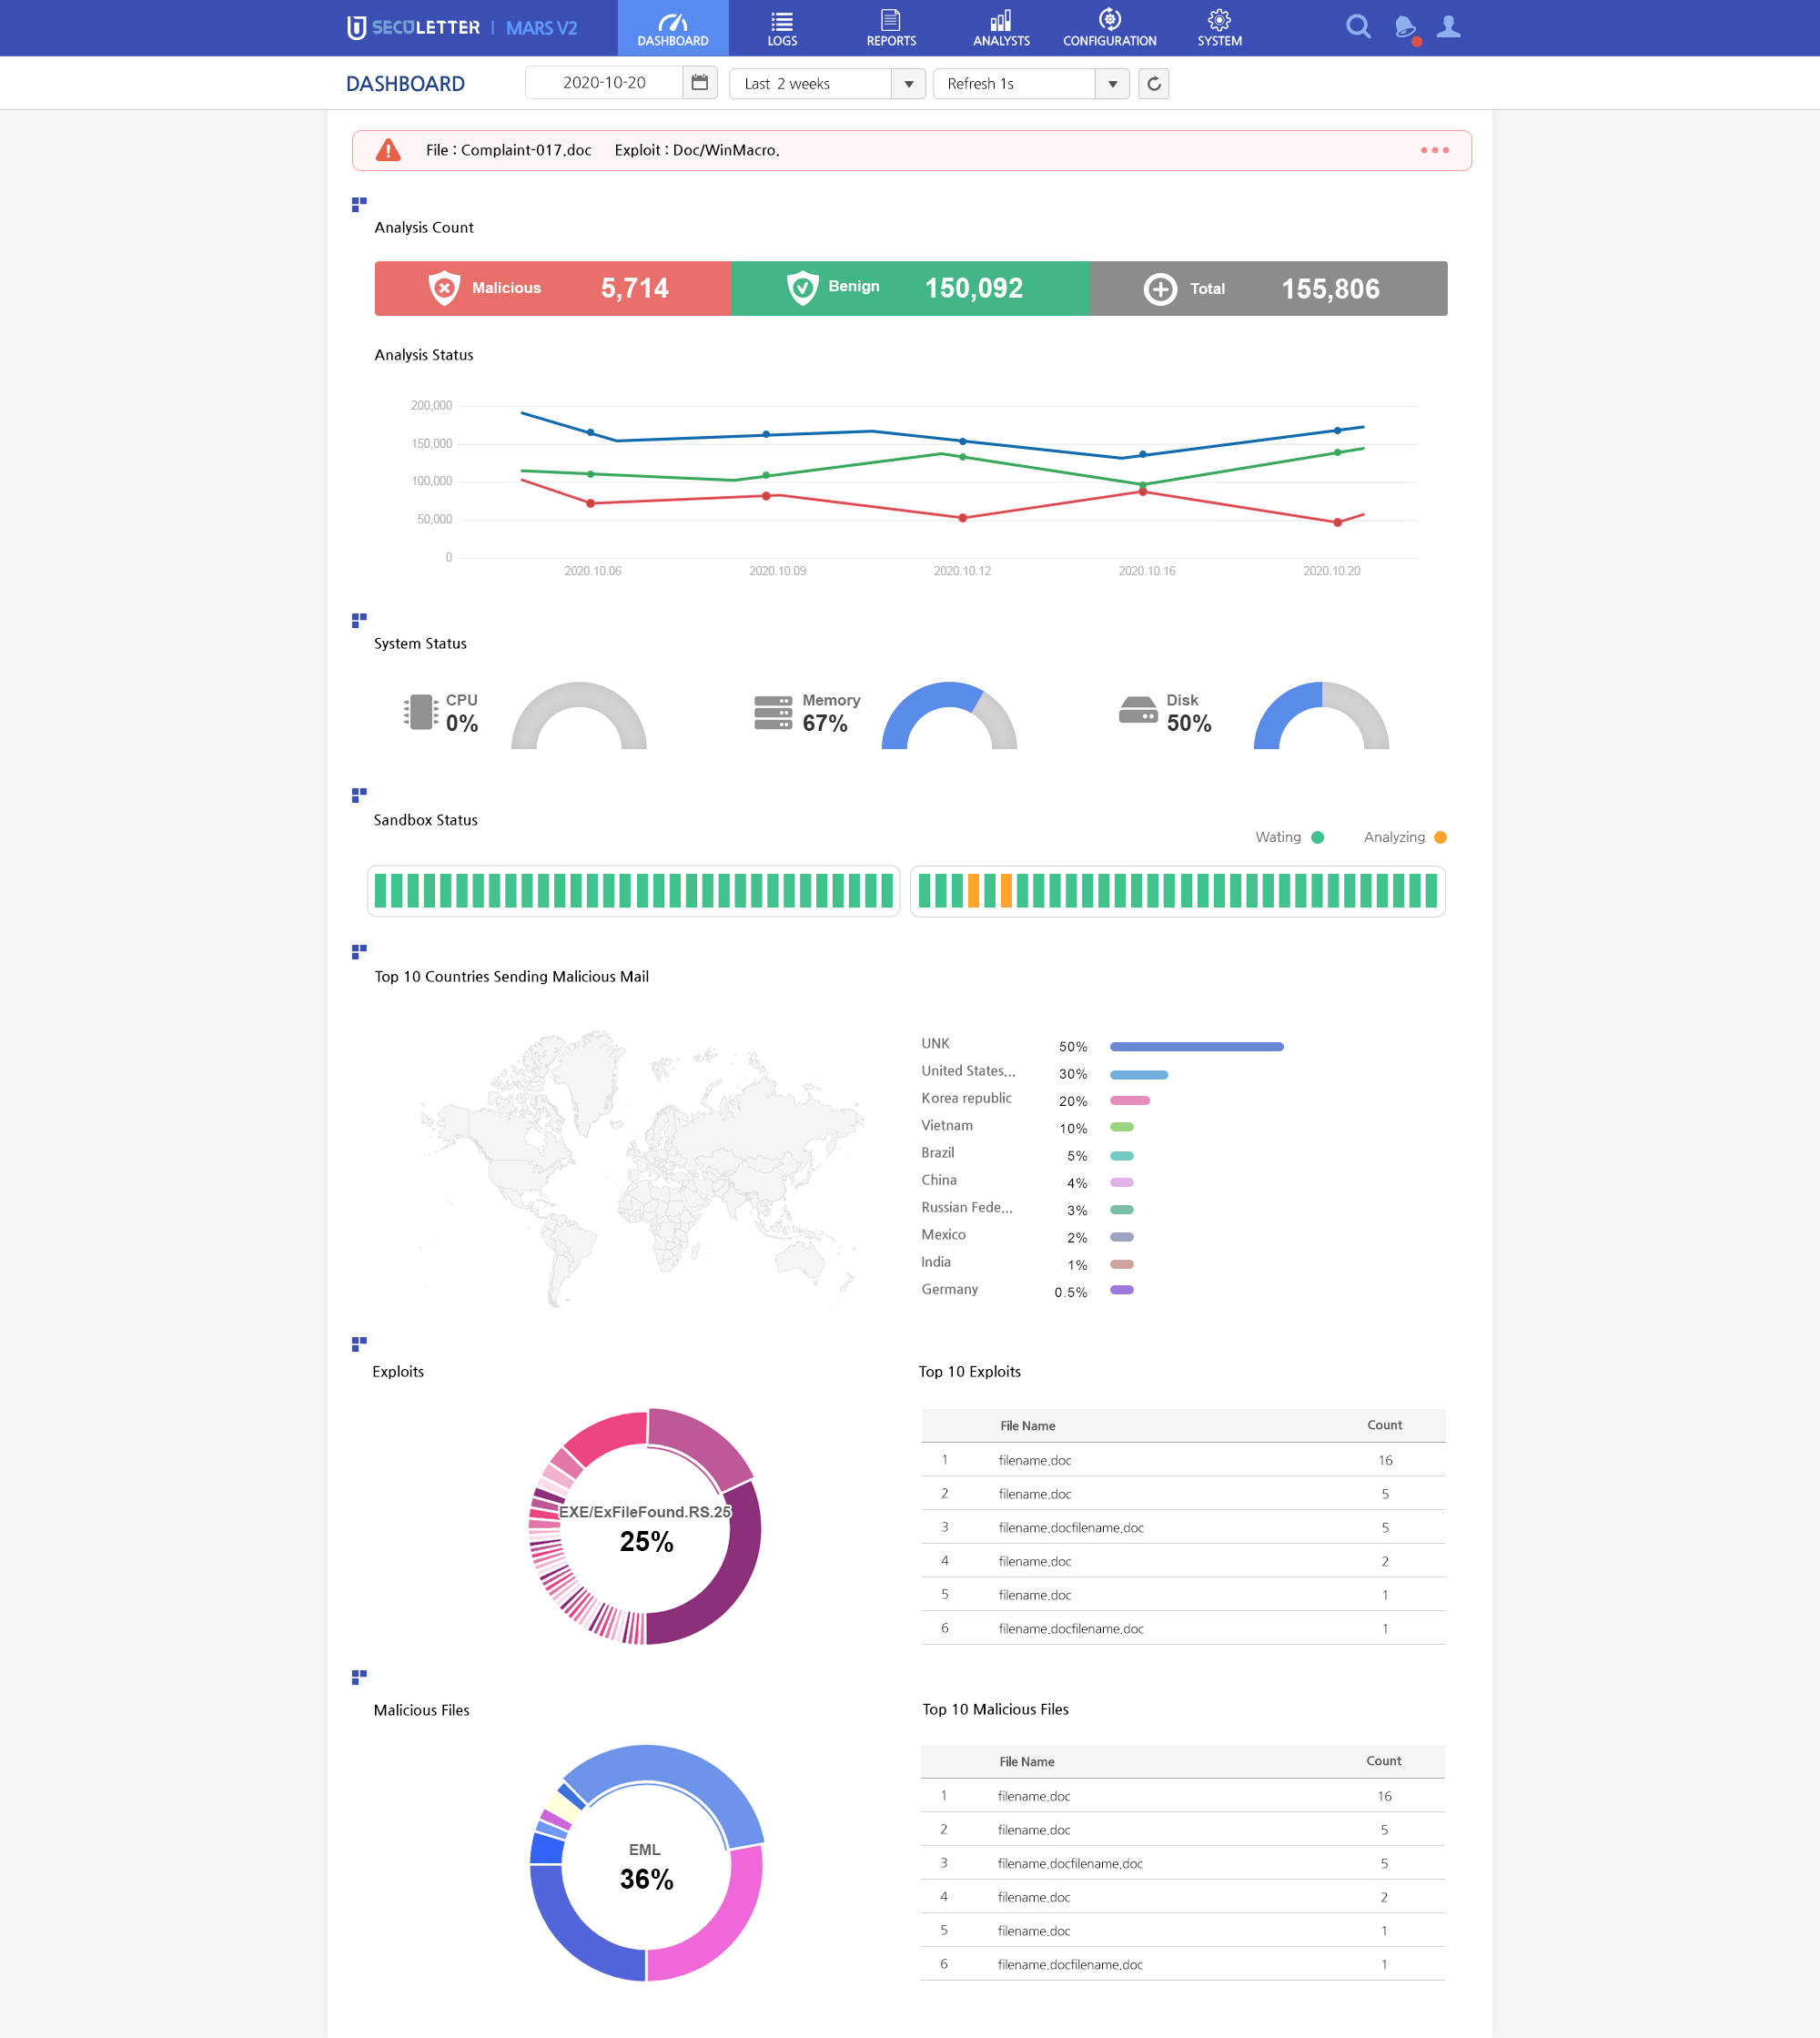 SECULETTER | MARS V2
DASHBOARD
LOGS
REPORTS
ANALYSTS
CONFIGURATION
SYSTEM
DASHBOARD
2020-10-20
Last 2 weeks
Refresh 1s
File : Complaint-017.doc Exploit : Doc/WinMacro.
Analysis Count
Malicious 5,714
Benign 150,092
Total 155,806
Analysis Status
200,000
150,000
100,000
50,000
0
2020.10.06 2020.10.09 2020.10.12 2020.10.16 2020.10.20
System Status
CPU
0%
Memory
67%
Disk
50%
Sandbox Status
Wating Analyzing
Top 10 Countries Sending Malicious Mail
UNK 50%
United States... 30%
Korea republic 20%
Vietnam 10%
Brazil 5%
China 4%
Russian Fede... 3%
Mexico 2%
India 1%
Germany 0.5%
Exploits
EXE/ExFileFound.RS.25
25%
Top 10 Exploits
File Name Count
1 filename.doc 16
2 filename.doc 5
3 filename.docfilename.doc 5
4 filename.doc 2
5 filename.doc 1
6 filename.docfilename.doc 1
Malicious Files
EML
36%
Top 10 Malicious Files
File Name Count
1 filename.doc 16
2 filename.doc 5
3 filename.docfilename.doc 5
4 filename.doc 2
5 filename.doc 1
6 filename.docfilename.doc 1